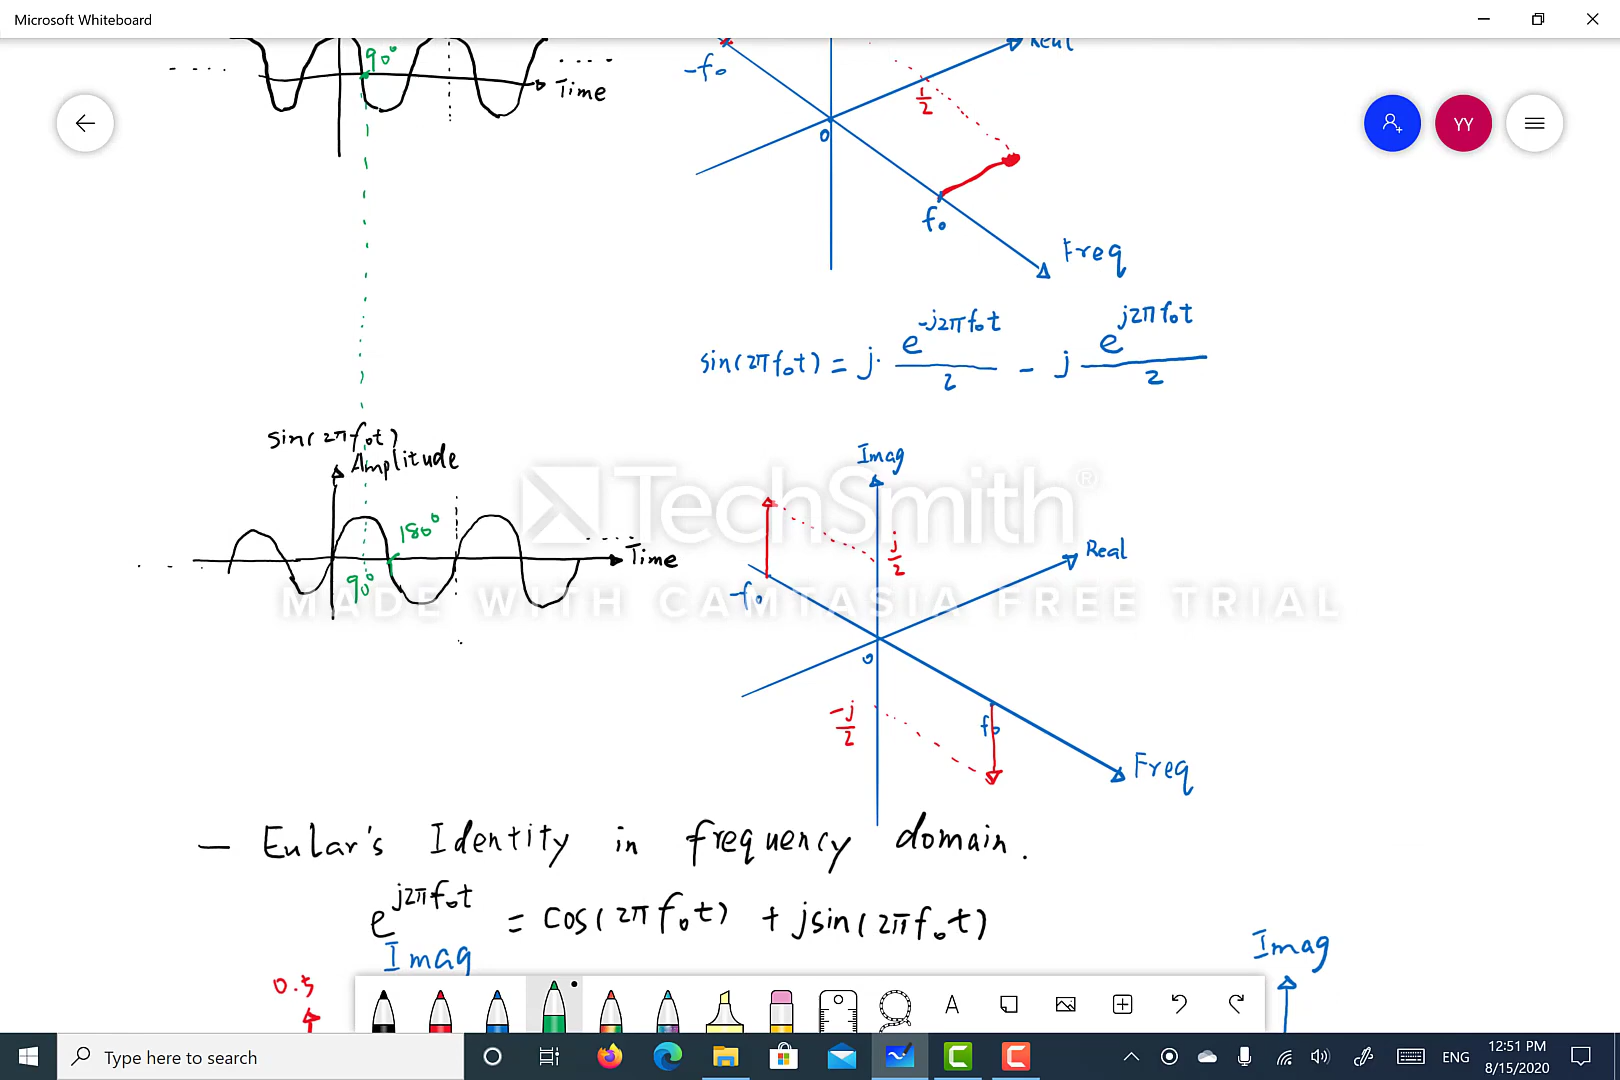 Microsoft Whiteboard
90°
Time
Real
-f₀
1/2
0
f₀
Freq
YY
sin(2πf₀t) = j· e^{-j2πf₀t}/2 - j e^{j2πf₀t}/2
sin(2πf₀t)
Amplitude
180°
90°
Time
Imag
j/2
Real
-f₀
0
-j/2
f₀
Freq
TechSmith®
MADE WITH CAMTASIA FREE TRIAL
— Eular's Identity in frequency domain.
e^{j2πf₀t} = cos(2πf₀t) + jsin(2πf₀t)
Imag
Imag
0.5
A
Type here to search
ENG
12:51 PM
8/15/2020